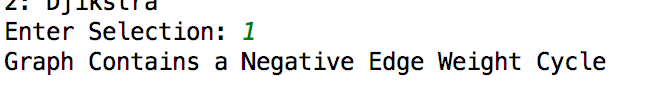 2: Djikstra
Enter Selection: 1
Graph Contains a Negative Edge Weight Cycle